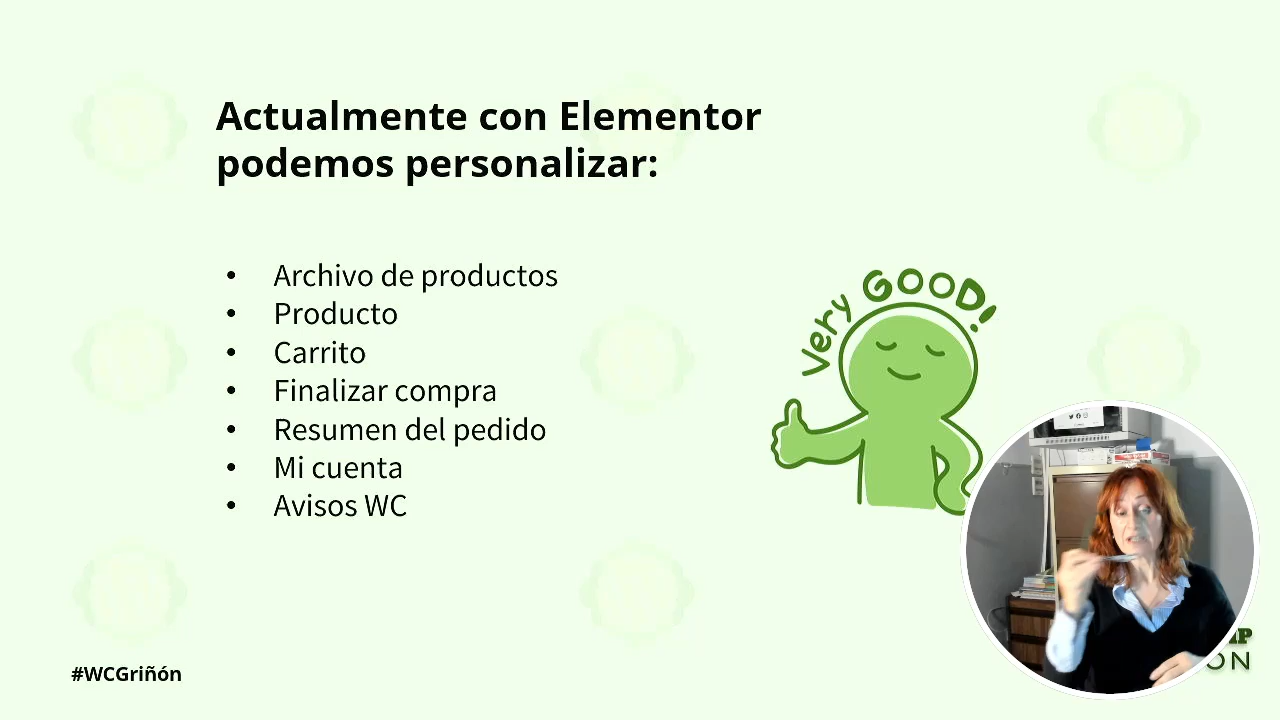 Actualmente con Elementor
podemos personalizar:
• Archivo de productos
• Producto
• Carrito
• Finalizar compra
• Resumen del pedido
• Mi cuenta
• Avisos WC
very GOOD!
#WCGriñón